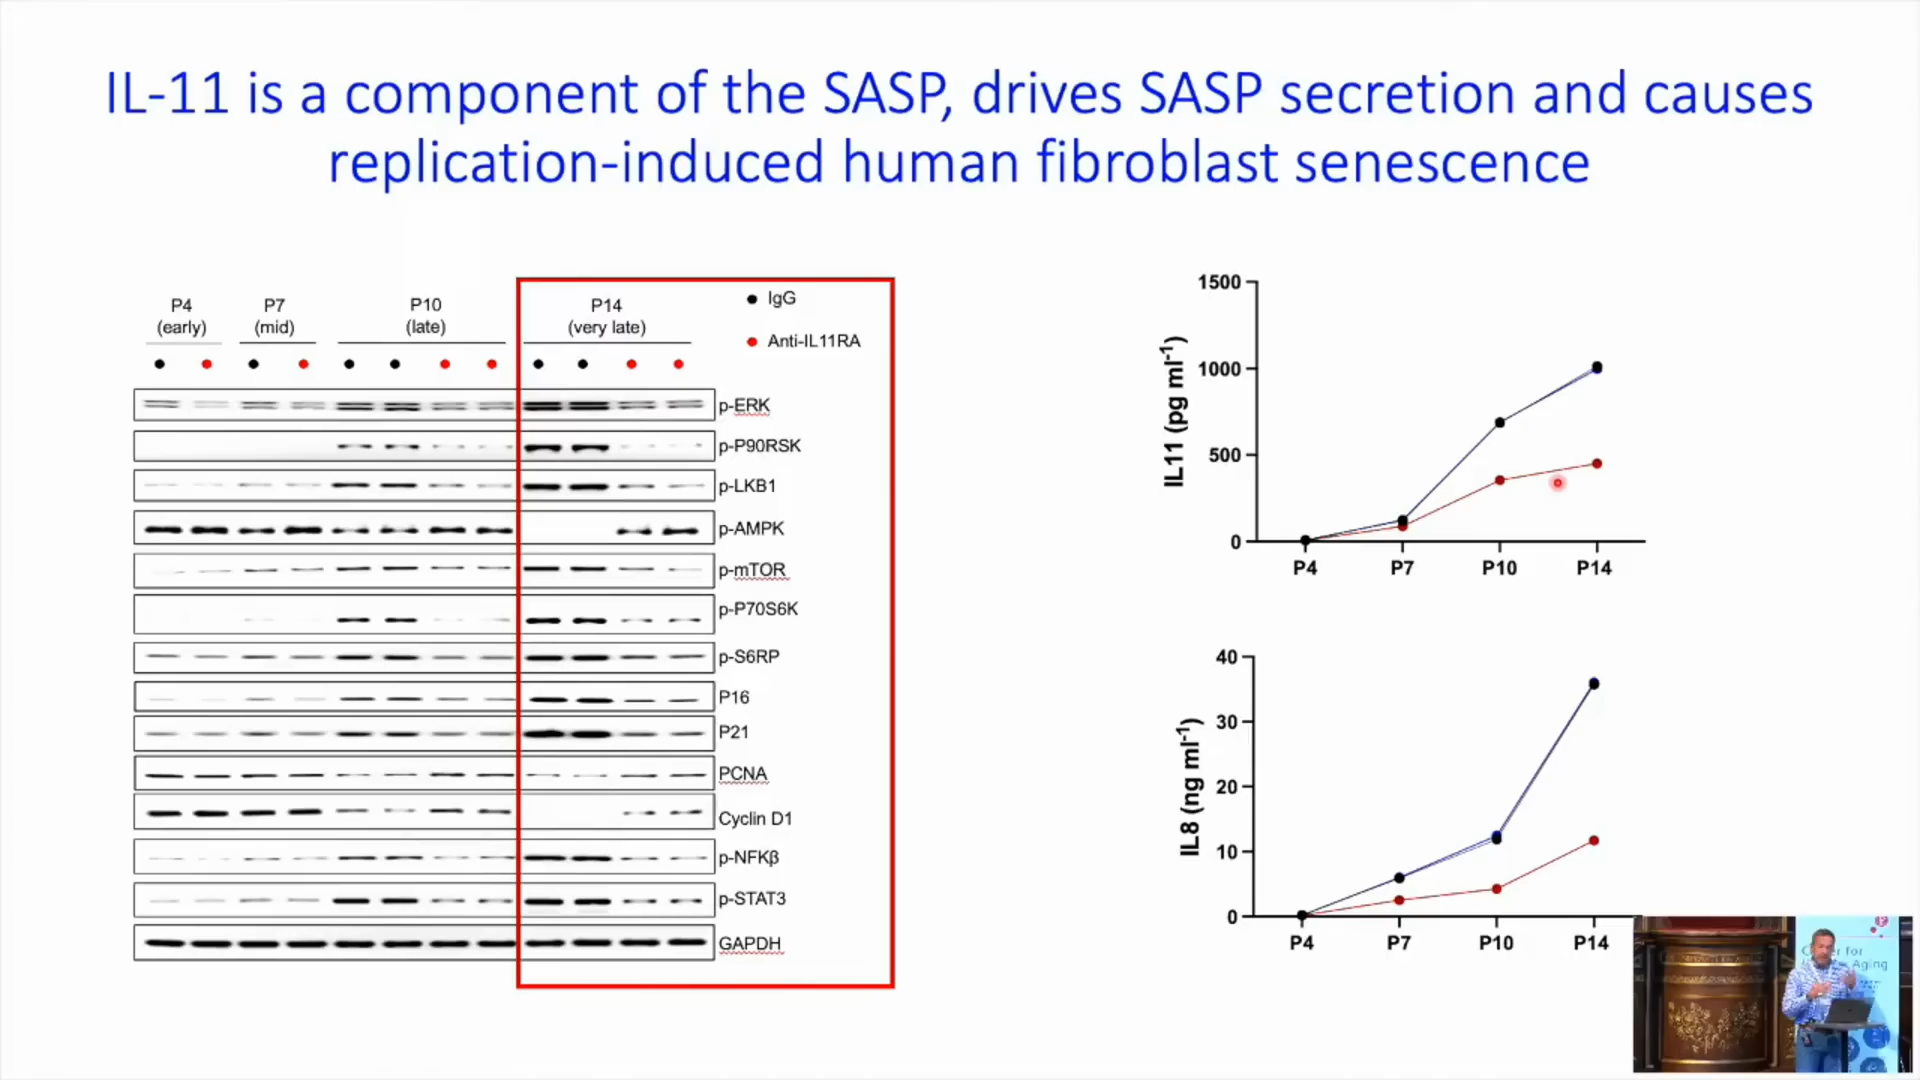 IL-11 is a component of the SASP, drives SASP secretion and causes
replication-induced human fibroblast senescence
P4
(early)
P7
(mid)
P10
(late)
P14
(very late)
IgG
Anti-IL11RA
p-ERK
p-P90RSK
p-LKB1
p-AMPK
p-mTOR
p-P70S6K
p-S6RP
P16
P21
PCNA
Cyclin D1
p-NFKβ
p-STAT3
GAPDH
IL11 (pg ml⁻¹)
1500
1000
500
0
P4 P7 P10 P14
IL8 (ng ml⁻¹)
40
30
20
10
0
P4 P7 P10 P14
for
Aging